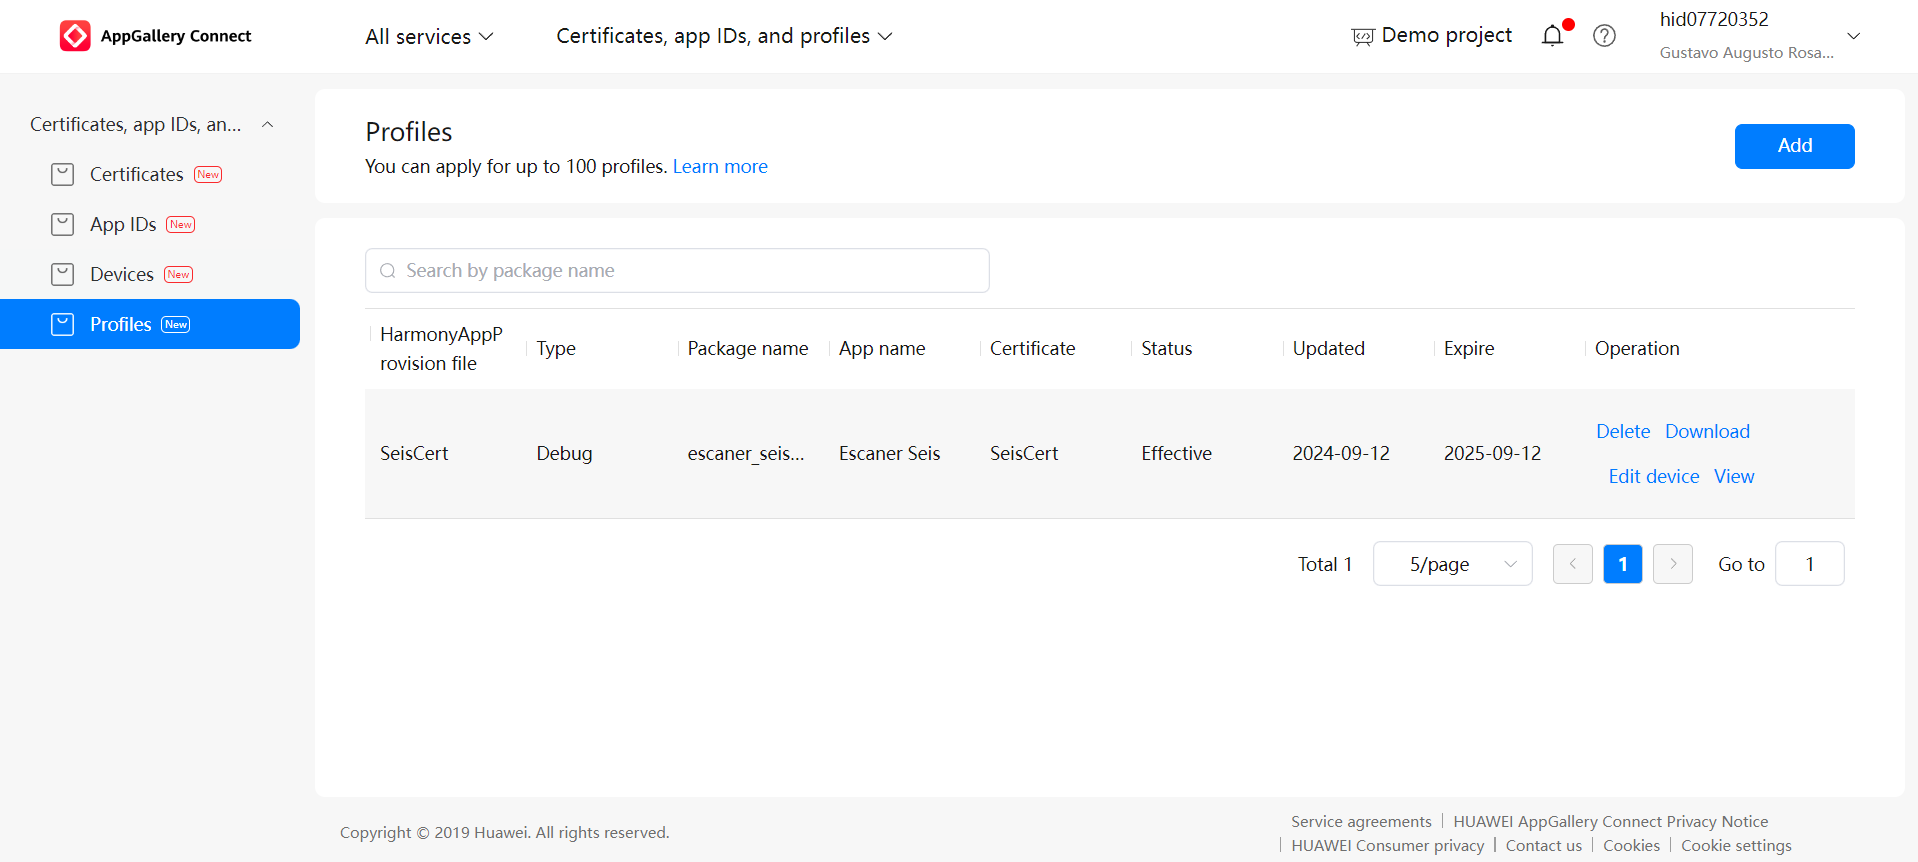 AppGallery Connect
All services
Certificates, app IDs, and profiles
Demo project
hid07720352
Gustavo Augusto Rosa...
Certificates, app IDs, an...
Certificates New
App IDs New
Devices New
Profiles New
Profiles
You can apply for up to 100 profiles. Learn more
Add
Search by package name
HarmonyAppP
rovision file
Type
Package name
App name
Certificate
Status
Updated
Expire
Operation
SeisCert
Debug
escaner_seis...
Escaner Seis
SeisCert
Effective
2024-09-12
2025-09-12
Delete Download
Edit device View
Total 1
5/page
1
Go to
1
Copyright © 2019 Huawei. All rights reserved.
Service agreements | HUAWEI AppGallery Connect Privacy Notice
| HUAWEI Consumer privacy | Contact us | Cookies | Cookie settings